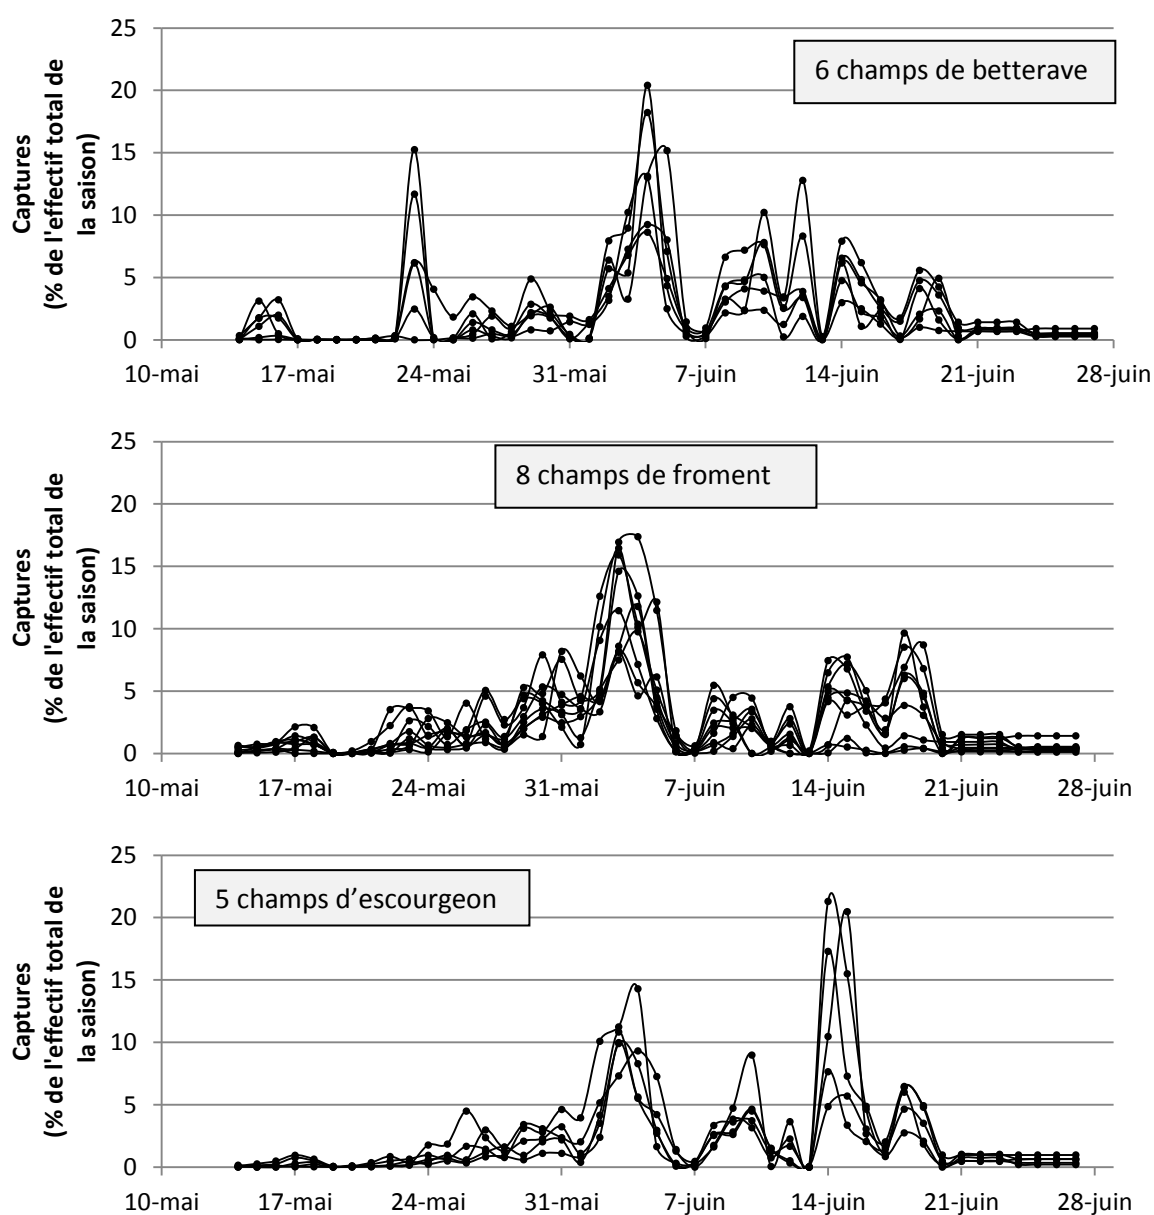 Captures
(% de l'effectif total de
la saison)
25
20
15
10
5
0
6 champs de betterave
10-mai 17-mai 24-mai 31-mai 7-juin 14-juin 21-juin 28-juin
Captures
(% de l'effectif total de
la saison)
25
20
15
10
5
0
8 champs de froment
10-mai 17-mai 24-mai 31-mai 7-juin 14-juin 21-juin 28-juin
Captures
(% de l'effectif total de
la saison)
25
20
15
10
5
0
5 champs d’escourgeon
10-mai 17-mai 24-mai 31-mai 7-juin 14-juin 21-juin 28-juin